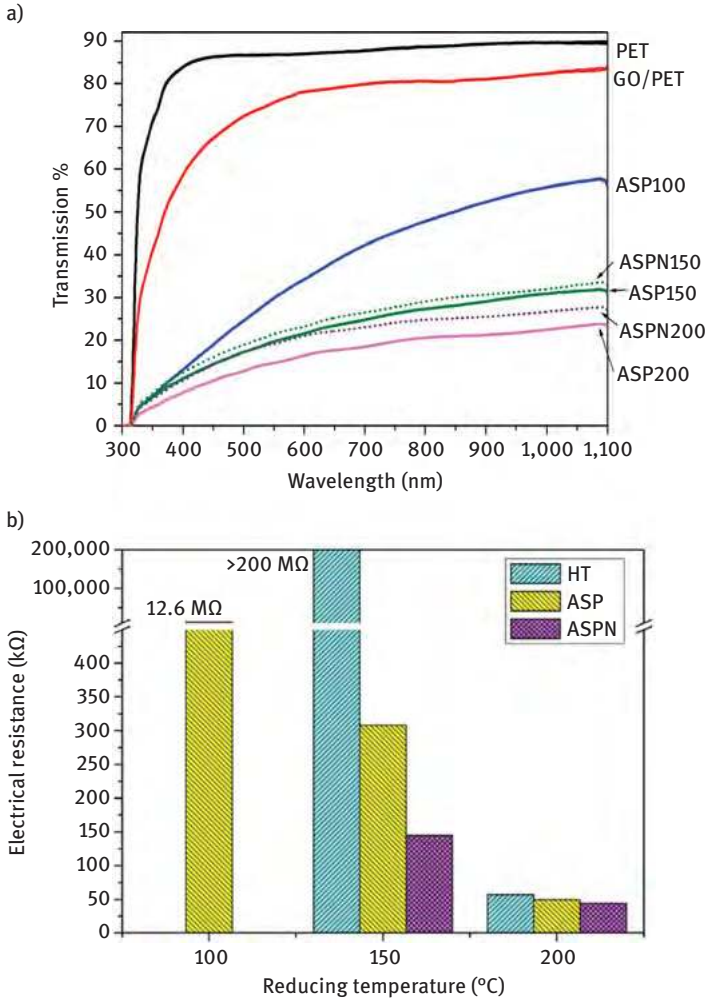 a)
90
80
70
60
50
40
30
20
10
0
Transmission %
300 400 500 600 700 800 900 1,000 1,100
Wavelength (nm)
PET
GO/PET
ASP100
ASPN150
ASP150
ASPN200
ASP200
b)
200,000
100,000
400
350
300
250
200
150
100
50
0
Electrical resistance (kΩ)
12.6 MΩ
>200 MΩ
HT
ASP
ASPN
100 150 200
Reducing temperature (°C)